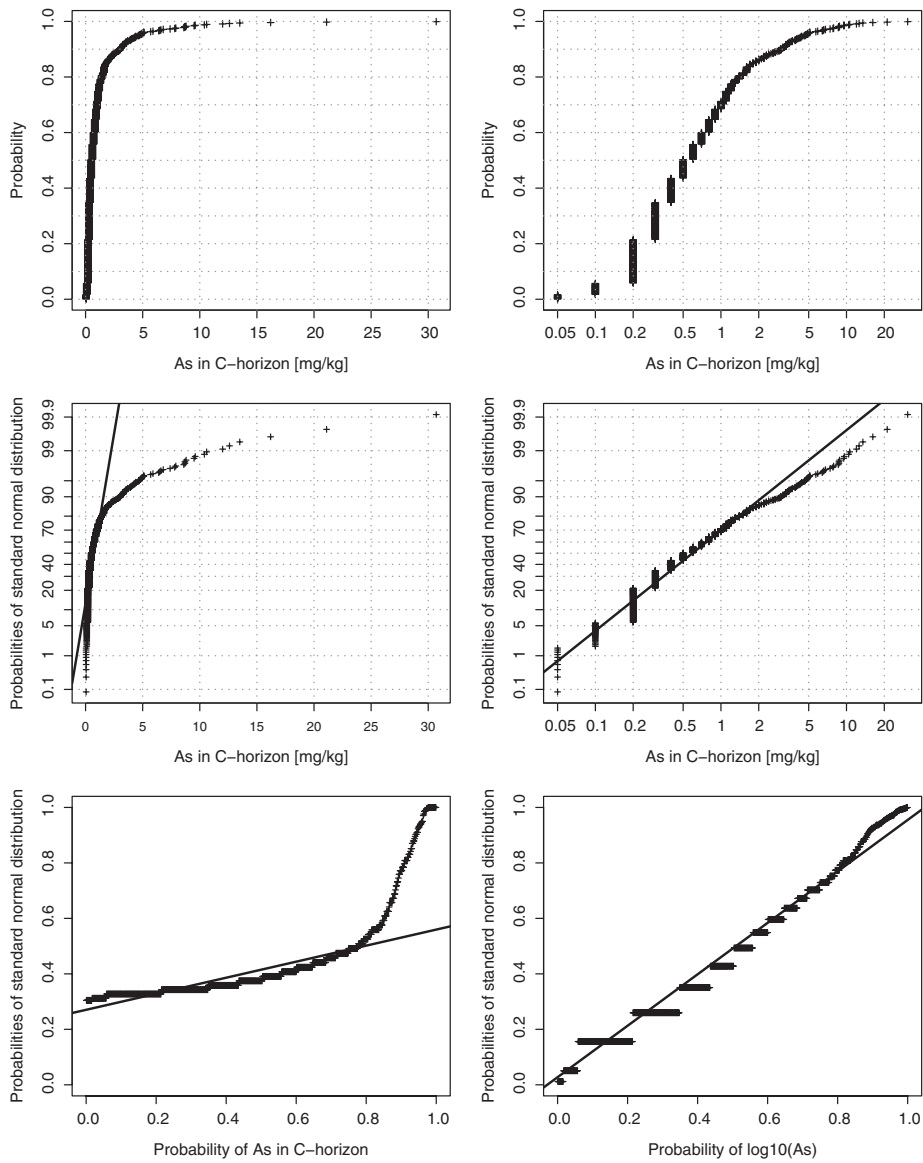 Probability
1.0
0.8
0.6
0.4
0.2
0.0
0 5 10 15 20 25 30
As in C−horizon [mg/kg]
Probability
1.0
0.8
0.6
0.4
0.2
0.0
0.05 0.1 0.2 0.5 1 2 5 10 20
As in C−horizon [mg/kg]
Probabilities of standard normal distribution
99.9
99
90
70
40
20
5
1
0.1
0 5 10 15 20 25 30
As in C−horizon [mg/kg]
Probabilities of standard normal distribution
99.9
99
90
70
40
20
5
1
0.1
0.05 0.1 0.2 0.5 1 2 5 10 20
As in C−horizon [mg/kg]
Probabilities of standard normal distribution
1.0
0.8
0.6
0.4
0.2
0.0
0.0 0.2 0.4 0.6 0.8 1.0
Probability of As in C−horizon
Probabilities of standard normal distribution
1.0
0.8
0.6
0.4
0.2
0.0
0.0 0.2 0.4 0.6 0.8 1.0
Probability of log10(As)